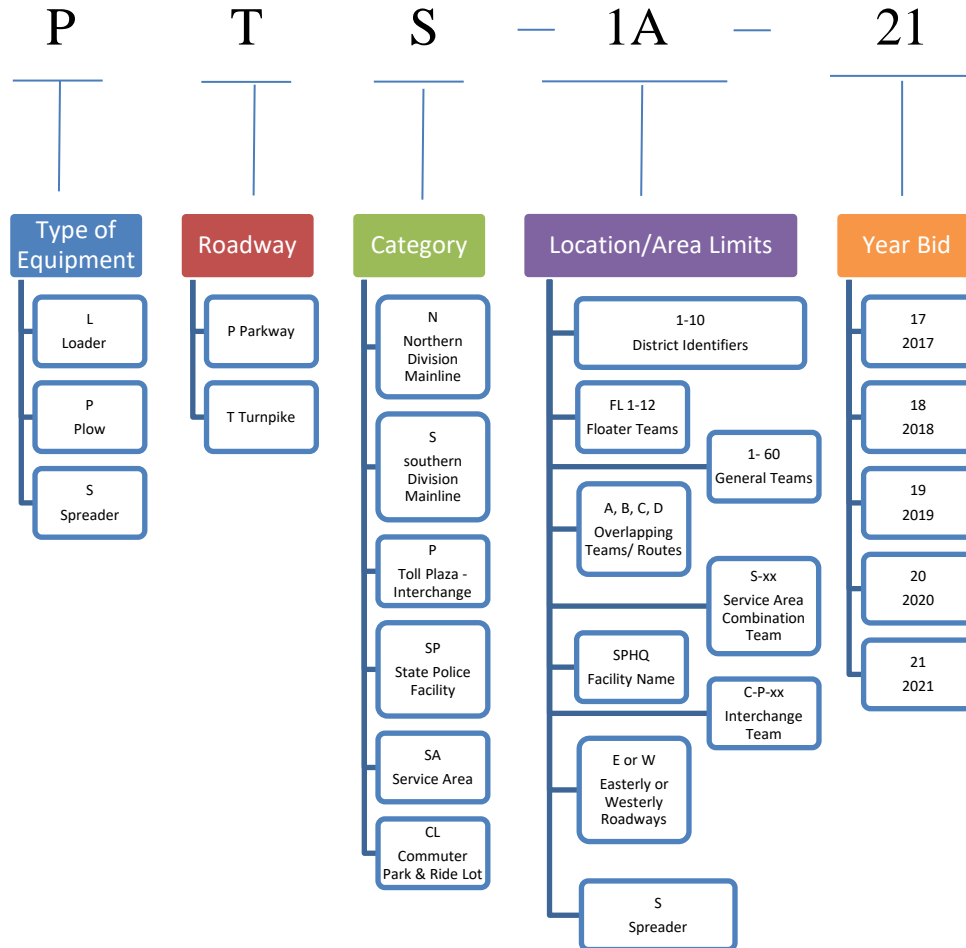 P T S – 1A – 21
Type of
Equipment
L
Loader
P
Plow
S
Spreader
Roadway
P Parkway
T Turnpike
Category
N
Northern
Division
Mainline
S
southern
Division
Mainline
P
Toll Plaza -
Interchange
SP
State Police
Facility
SA
Service Area
CL
Commuter
Park & Ride Lot
Location/Area Limits
1-10
District Identifiers
FL 1-12
Floater Teams
1- 60
General Teams
A, B, C, D
Overlapping
Teams/ Routes
S-xx
Service Area
Combination
Team
SPHQ
Facility Name
C-P-xx
Interchange
Team
E or W
Easterly or
Westerly
Roadways
S
Spreader
Year Bid
17
2017
18
2018
19
2019
20
2020
21
2021